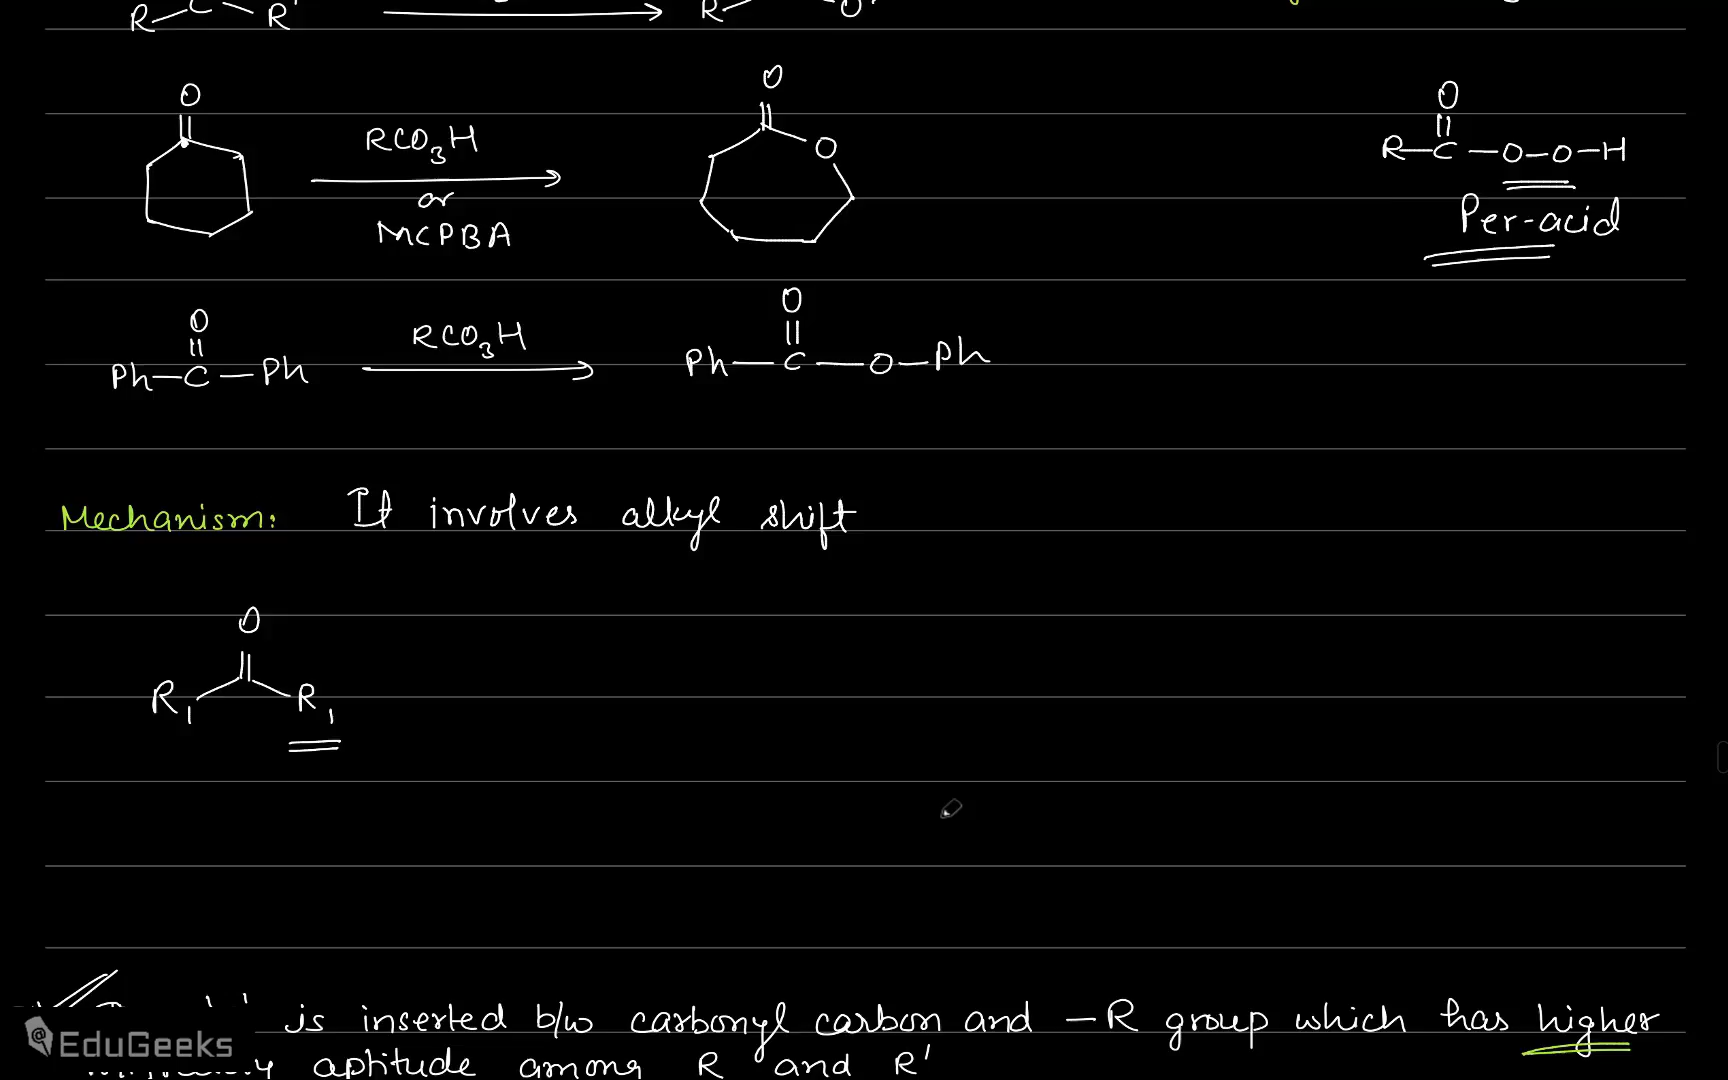 R C R' R O
O
RCO3H
or
MCPBA
O
O
O
R-C-O-O-H
Per-acid
O
Ph-C-Ph
RCO3H
O
Ph-C-O-Ph
Mechanism: It involves alkyl shift
O
R1 R1
is inserted b/w carbonyl carbon and -R group which has higher
aptitude among R and R'
EduGeeks